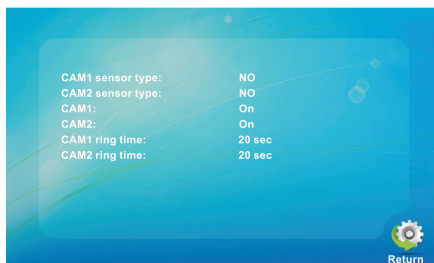 CAM1 sensor type: NO
CAM2 sensor type: NO
CAM1: On
CAM2: On
CAM1 ring time: 20 sec
CAM2 ring time: 20 sec
Return